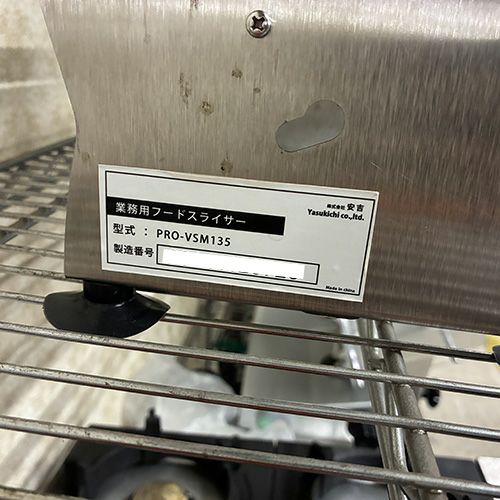 業務用フードスライサー
株式会社 安吉
Yasukichi co.,ltd.
型式 : PRO-VSM135
製造番号
Made in china